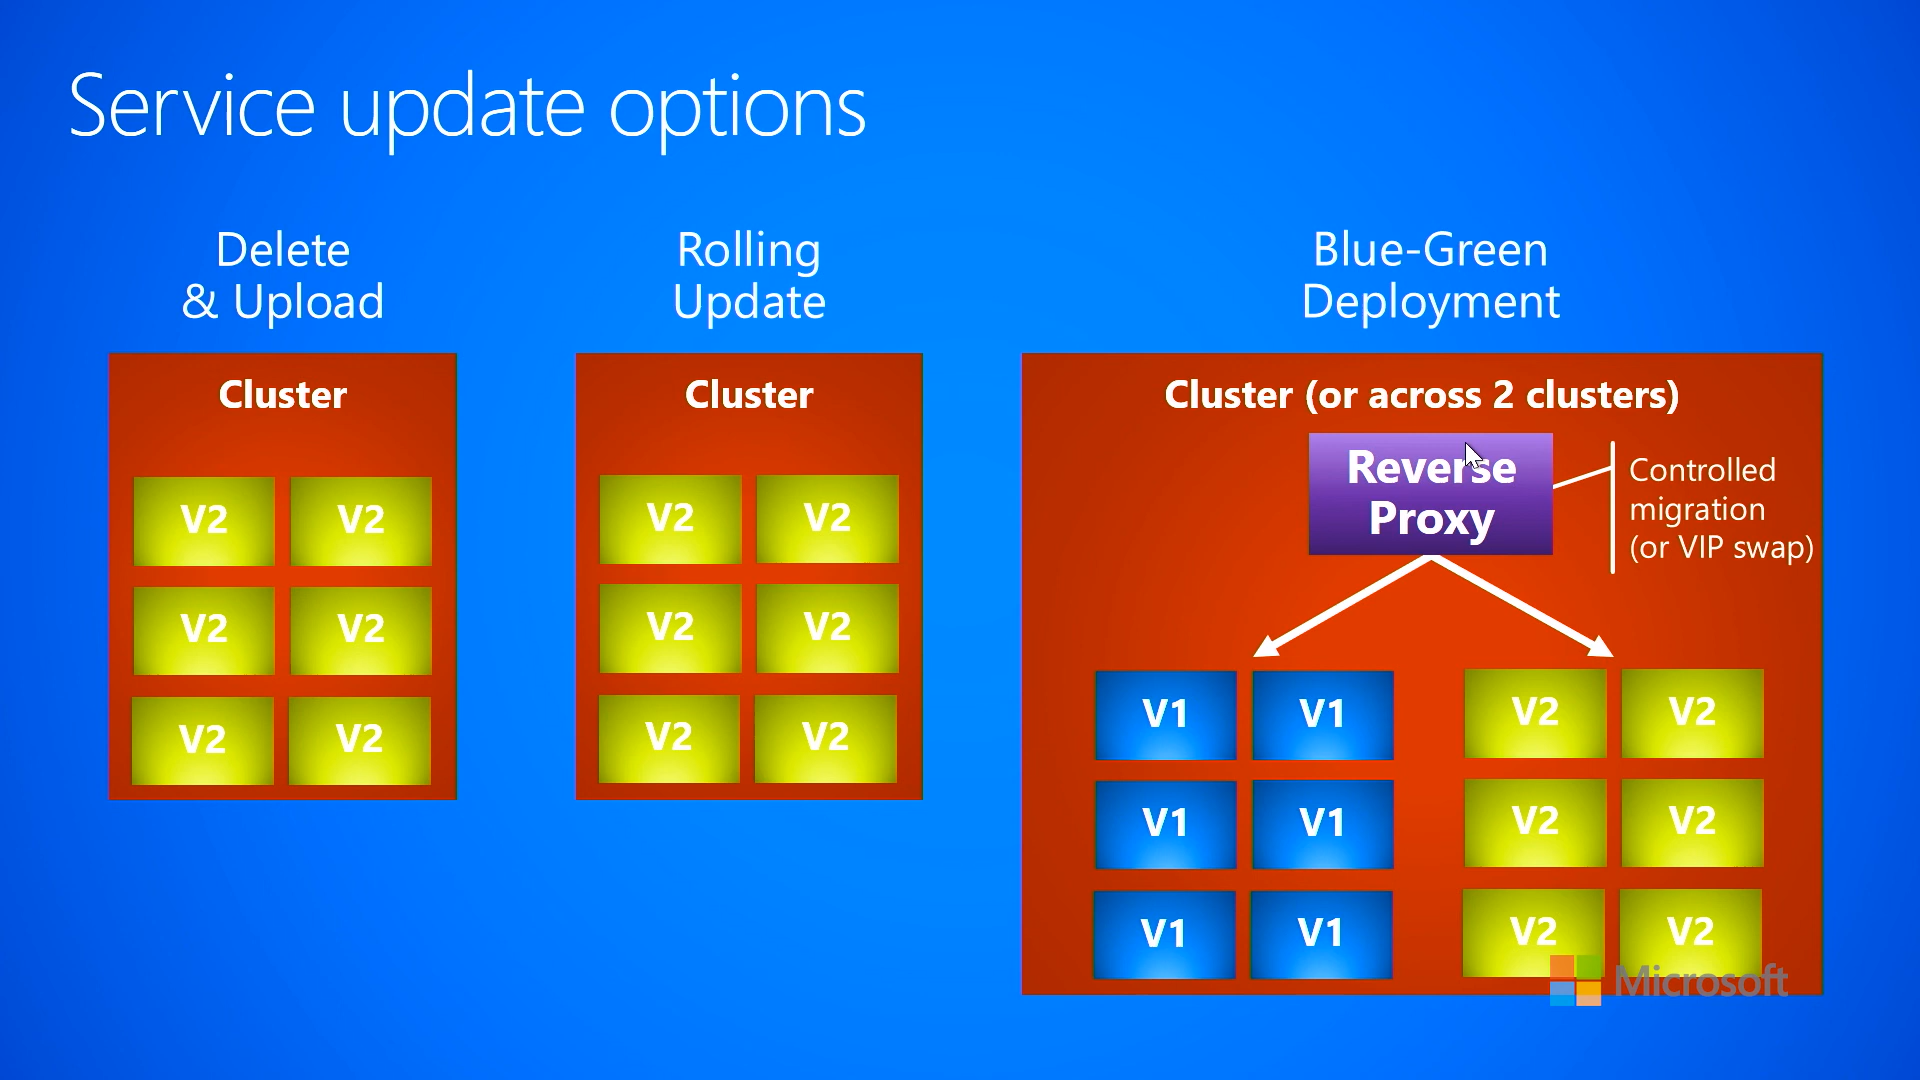 Service update options
Delete
& Upload
Cluster
V2 V2
V2 V2
V2 V2
Rolling
Update
Cluster
V2 V2
V2 V2
V2 V2
Blue-Green
Deployment
Cluster (or across 2 clusters)
Reverse
Proxy
Controlled
migration
(or VIP swap)
V1 V1 V2 V2
V1 V1 V2 V2
V1 V1 V2 V2
Microsoft